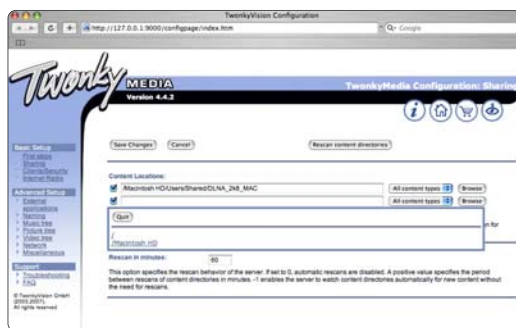 TwonkyVision Configuration
http://127.0.0.1:9000/configpage/index.htm
Google
Twonky MEDIA
Version 4.4.2
TwonkyMedia Configuration: Sharing
Save Changes
Cancel
Rescan content directories
Basic Setup
First steps
Sharing
Clients/Security
Internet Radio
Advanced Setup
External applications
Naming
Music tree
Picture tree
Video tree
Network
Miscellaneous
Support
Troubleshooting
FAQ
© TwonkyVision GmbH
(2003-2007),
All rights reserved
Content Locations:
/Macintosh HD/Users/Shared/DLNA_2k8_MAC
All content types
Browse
All content types
Browse
Quit
/
/Macintosh HD
n for
Rescan in minutes:
60
This option specifies the rescan behavior of the server. If set to 0, automatic rescans are disabled. A positive value specifies the period
between rescans of content directories in minutes. -1 enables the server to watch content directories automatically for new content without
the need for rescans.